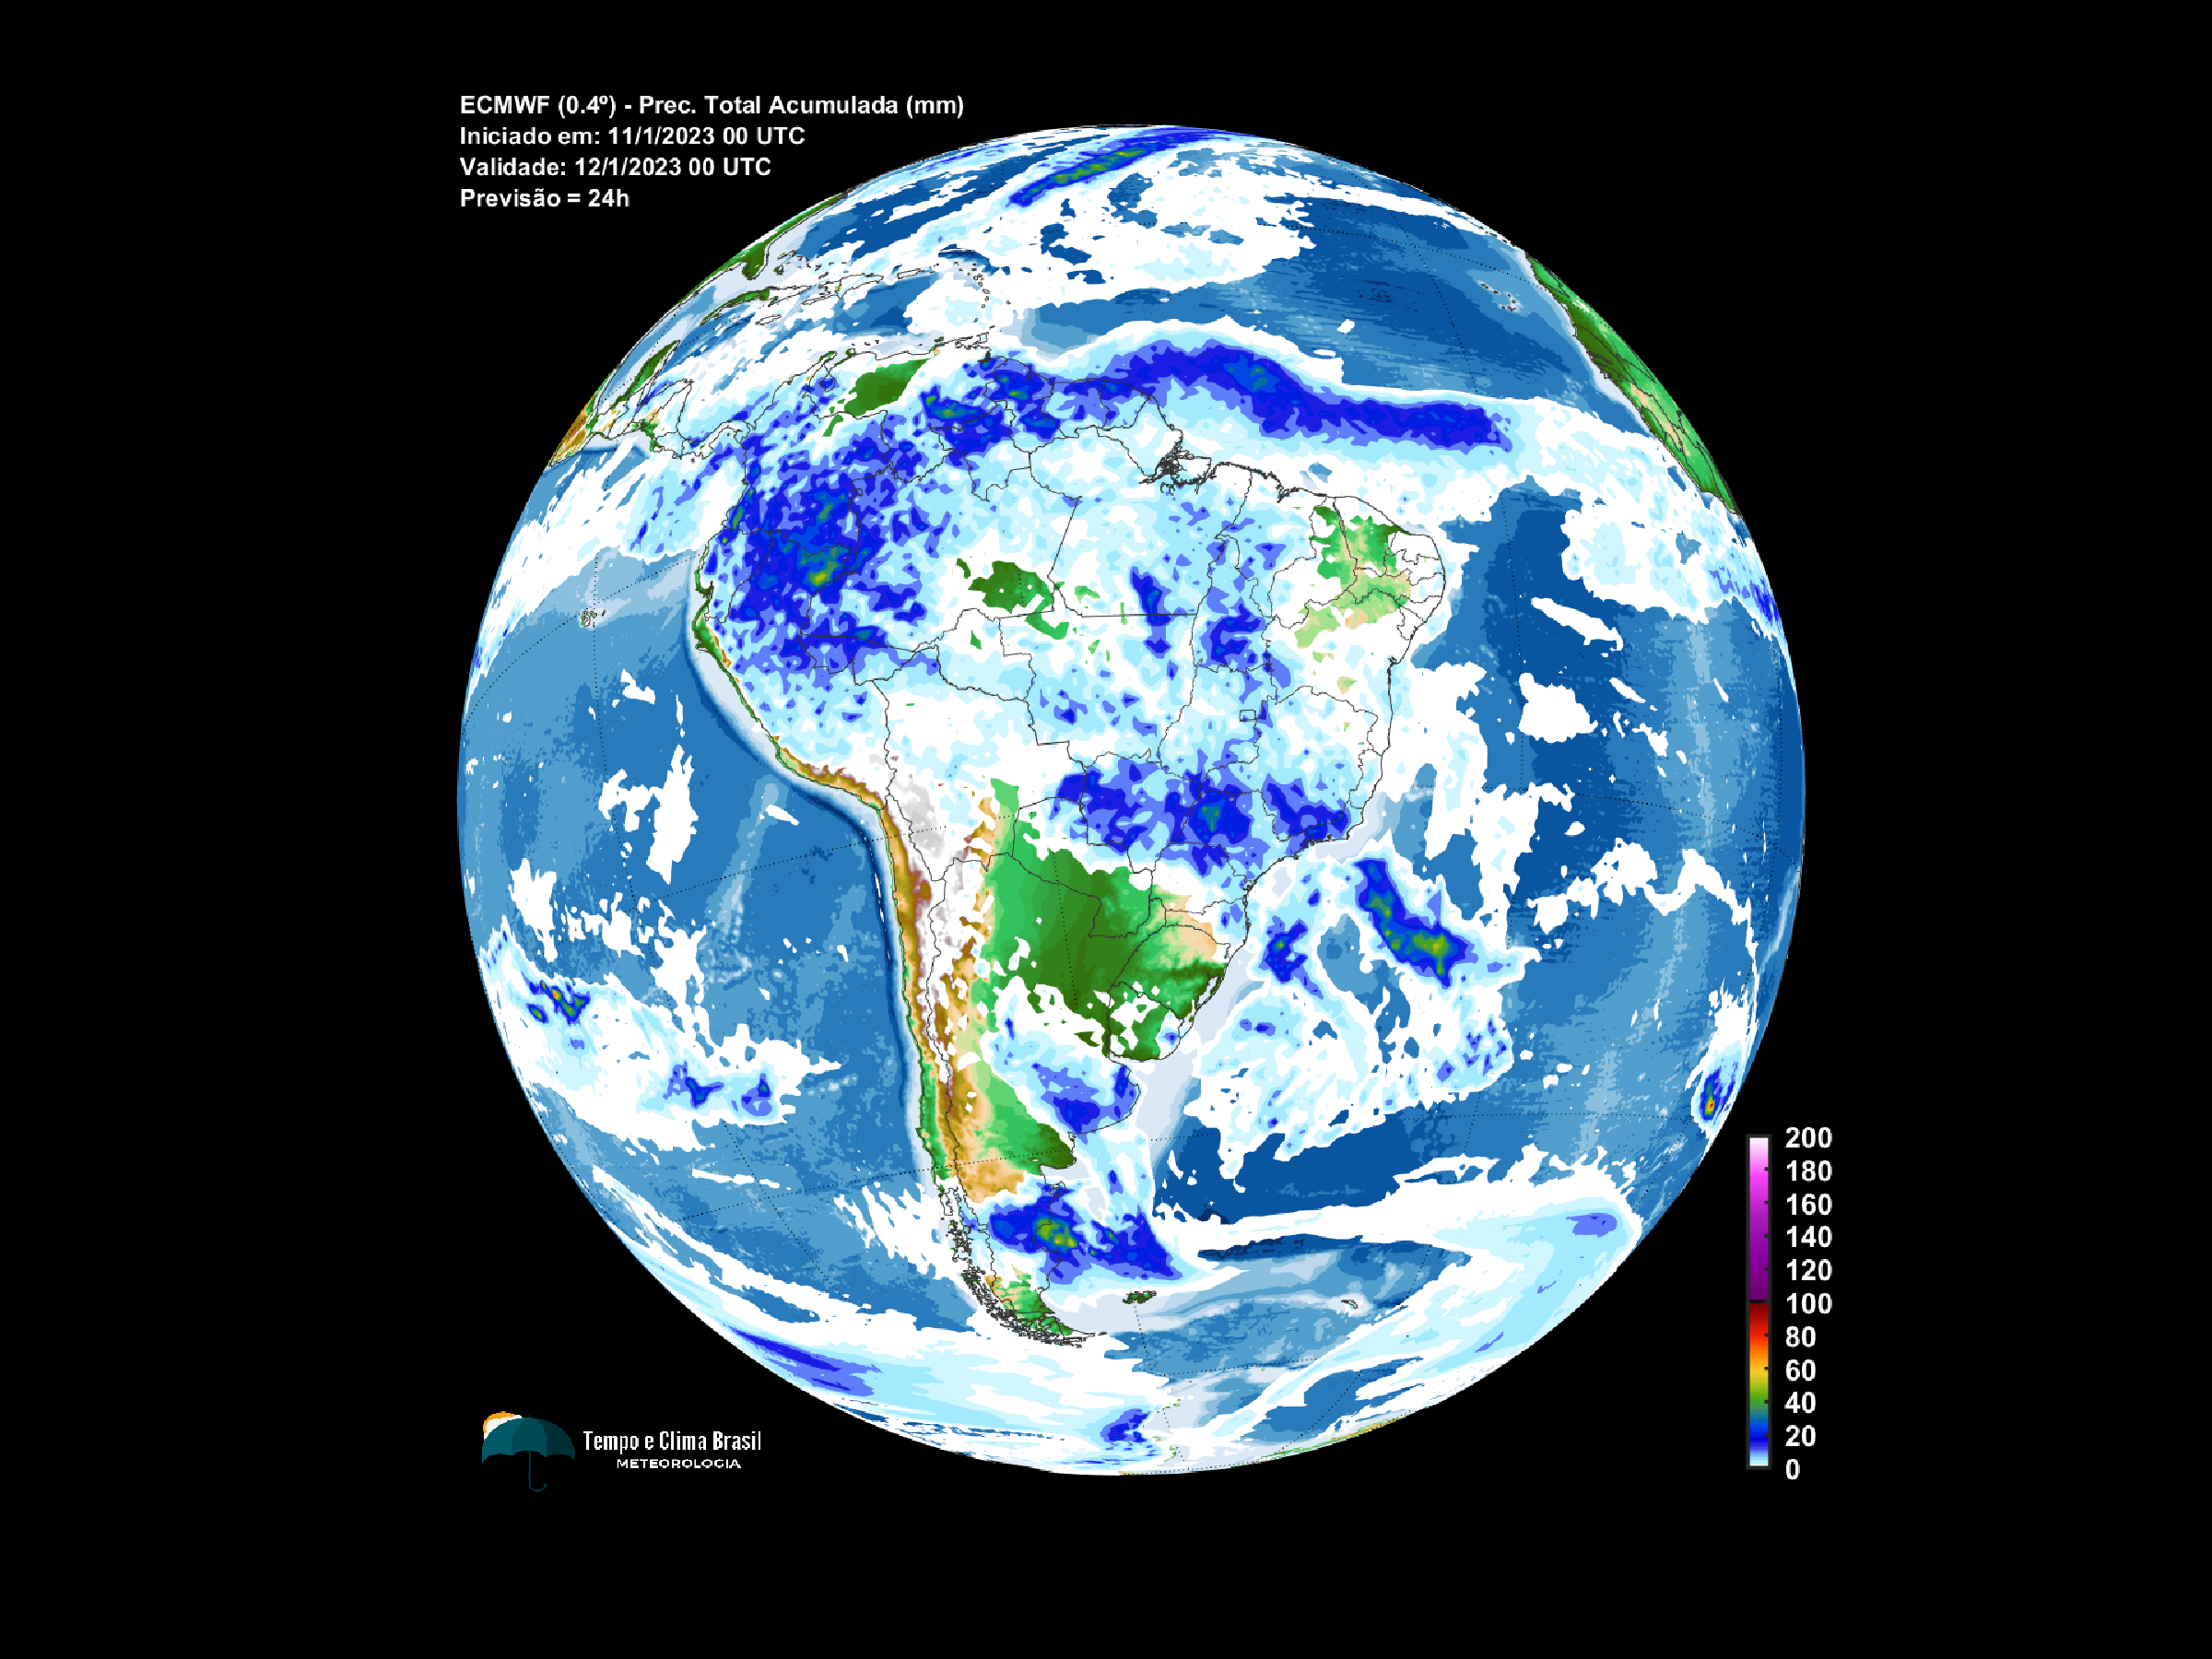 ECMWF (0.4º) - Prec. Total Acumulada (mm)
Iniciado em: 11/1/2023 00 UTC
Validade: 12/1/2023 00 UTC
Previsão = 24h
200
180
160
140
120
100
80
60
40
20
0
Tempo e Clima Brasil
METEOROLOGIA